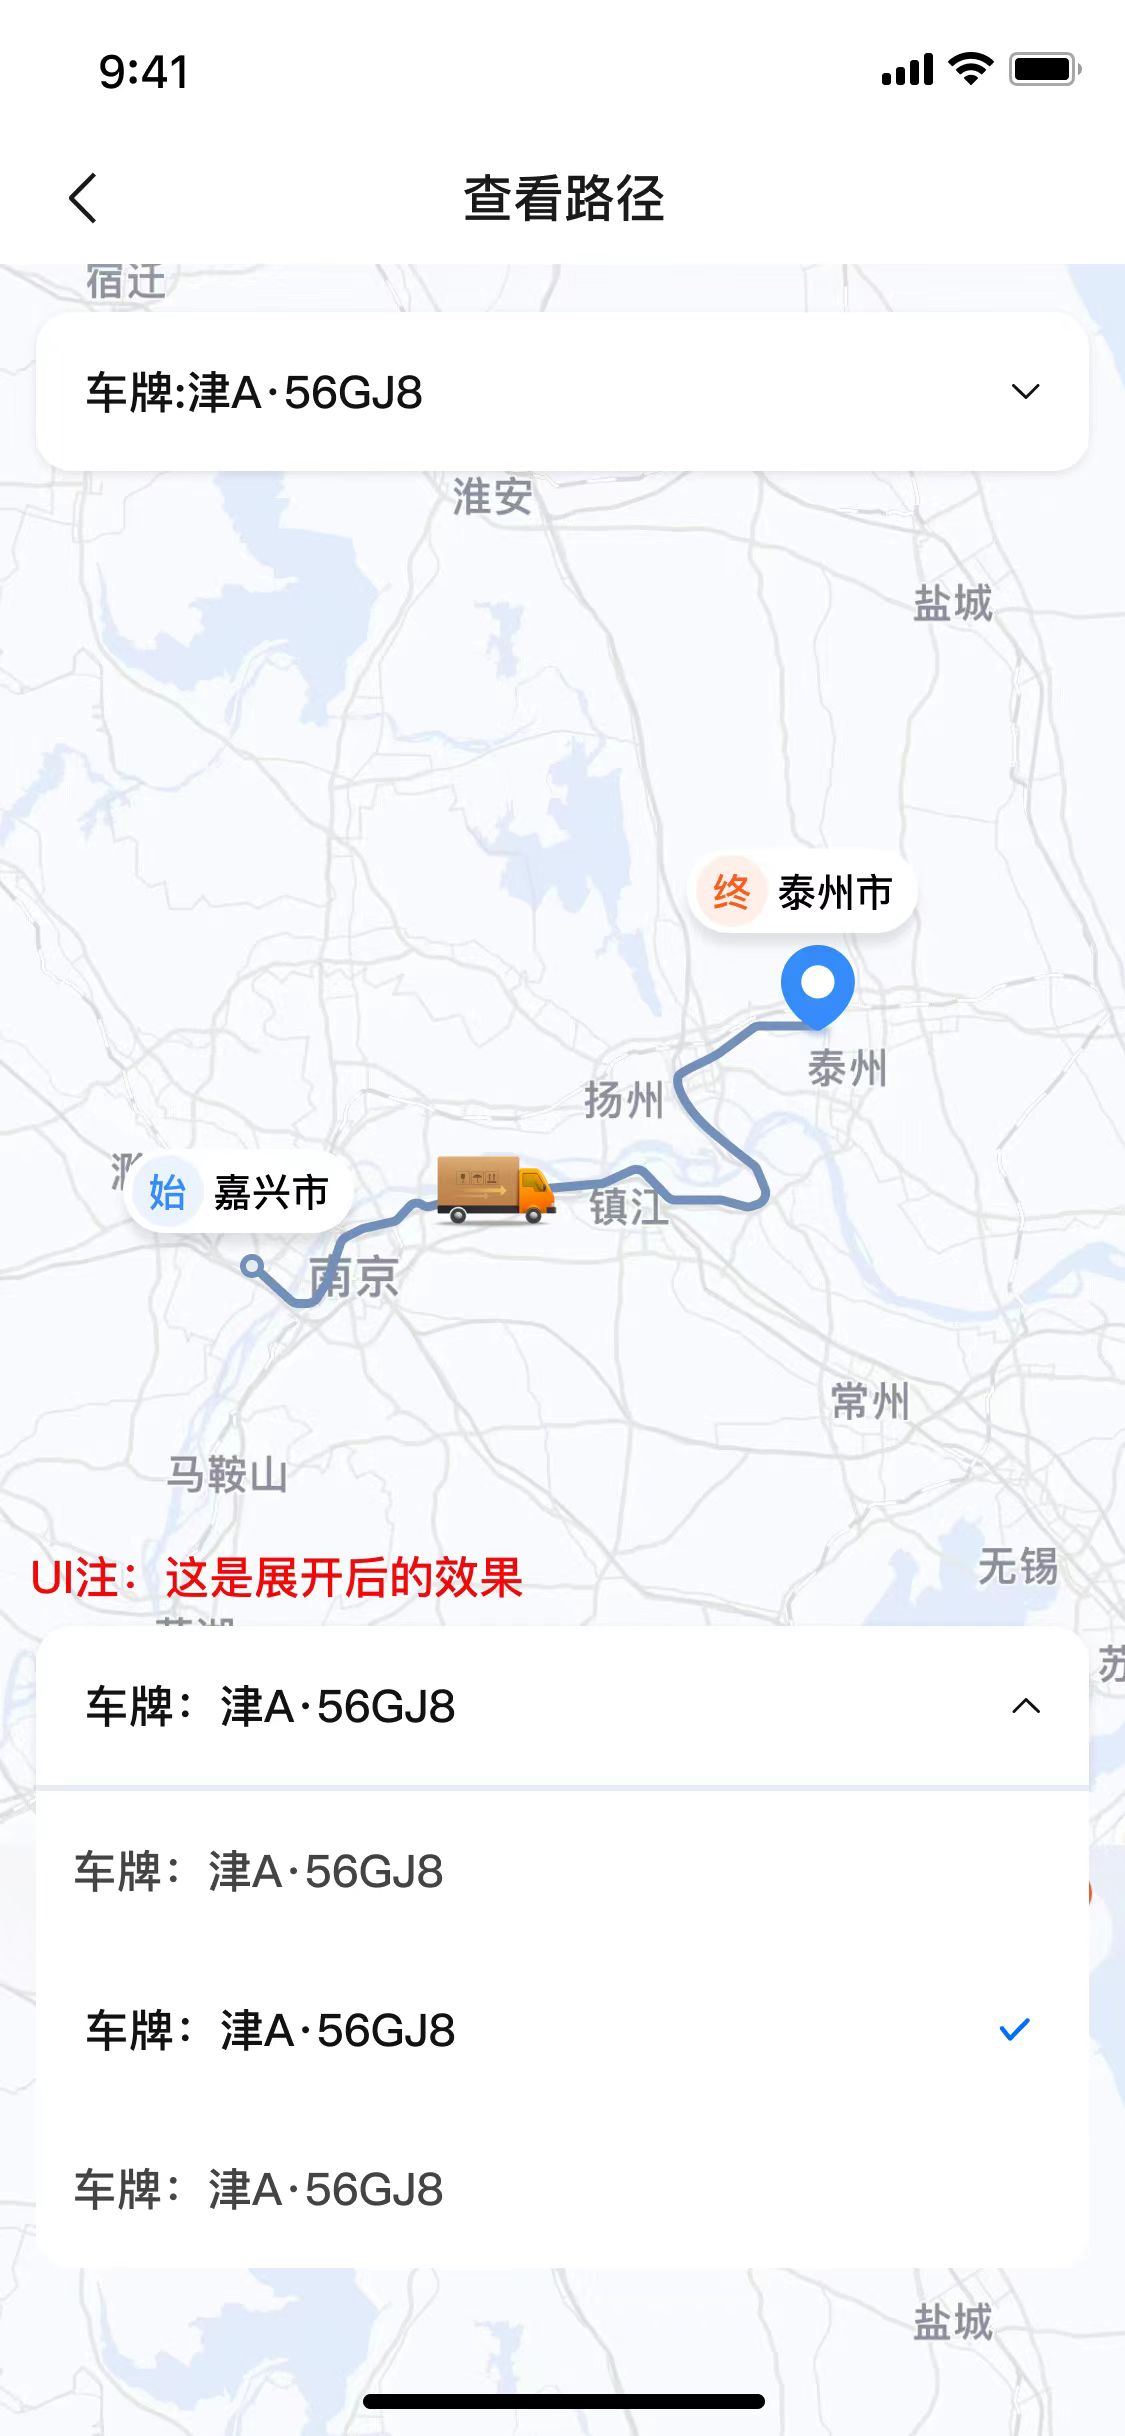 9:41
查看路径
宿迁
车牌:津A·56GJ8
淮安
盐城
终 泰州市
泰州
扬州
始 嘉兴市
镇江
南京
常州
马鞍山
无锡
UI注：这是展开后的效果
车牌：津A·56GJ8
车牌：津A·56GJ8
车牌：津A·56GJ8
车牌：津A·56GJ8
盐城